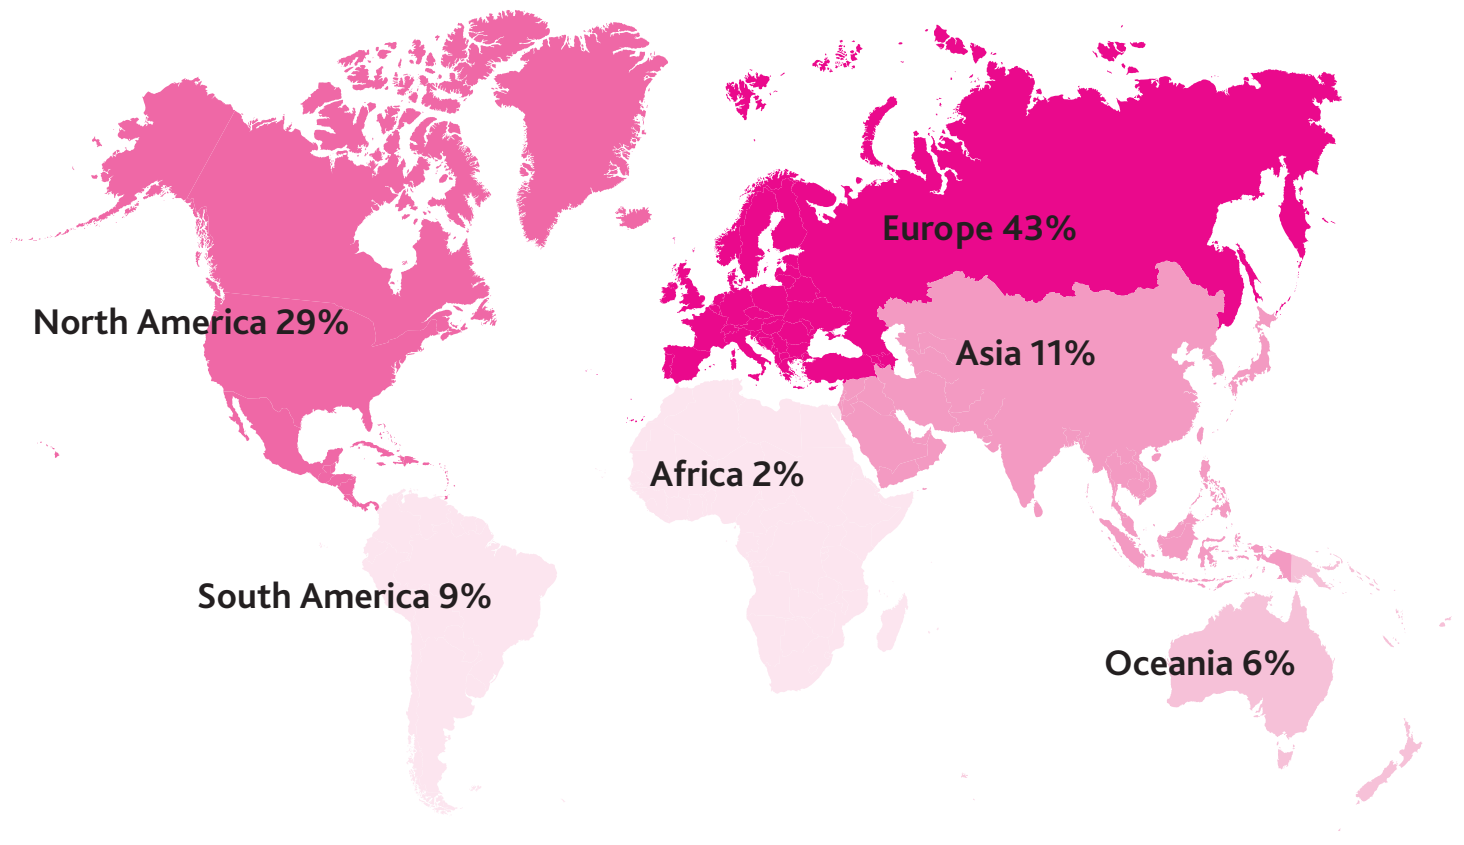 Europe 43%
North America 29%
Asia 11%
Africa 2%
South America 9%
Oceania 6%